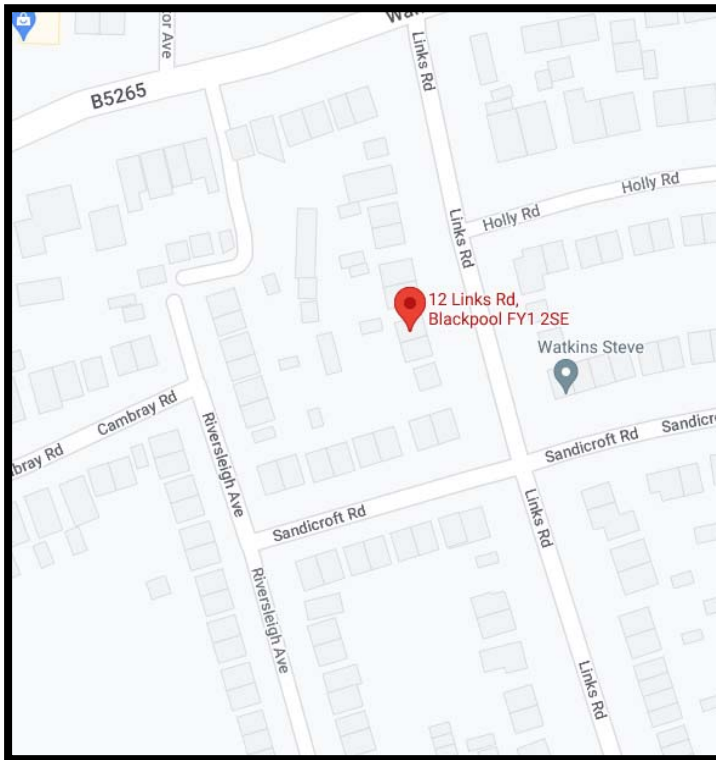 or Ave
B5265
Links Rd
Holly Rd
Holly Rd
Links Rd
12 Links Rd,
Blackpool FY1 2SE
Watkins Steve
Cambray Rd
bray Rd
Riversleigh Ave
Sandicroft Rd
Sandicro
Sandicroft Rd
Links Rd
Riversleigh Ave
Links Rd